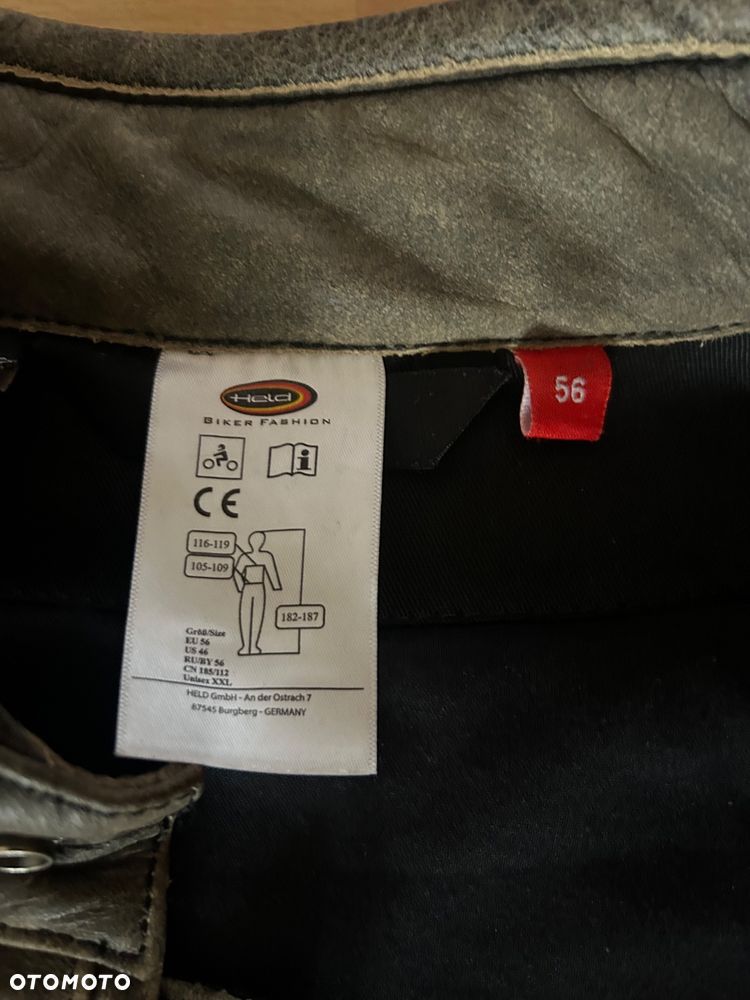 Held
BIKER FASHION
i
CE
116-119
105-109
182-187
Größ/Size
EU 56
US 46
RU/BY 56
CN 185/112
Unisex XXL
HELD GmbH - An der Ostrach 7
87545 Burgberg - GERMANY
56
OTOMOTO